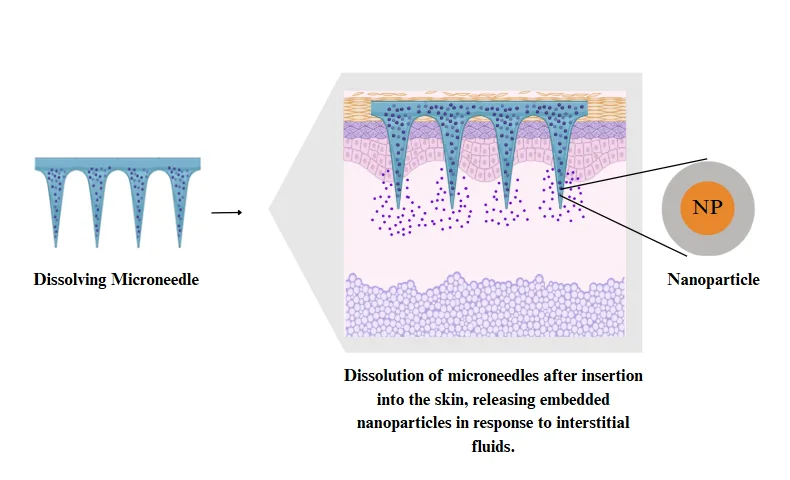 NP
Dissolving Microneedle
Nanoparticle
Dissolution of microneedles after insertion
into the skin, releasing embedded
nanoparticles in response to interstitial
fluids.